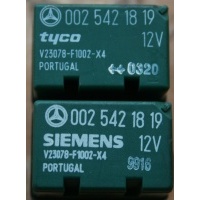 002 542 18 19
tyco 12V
V23078-F1002-X4
PORTUGAL 0320
002 542 18 19
SIEMENS 12V
V23078-F1002-X4
PORTUGAL 9916